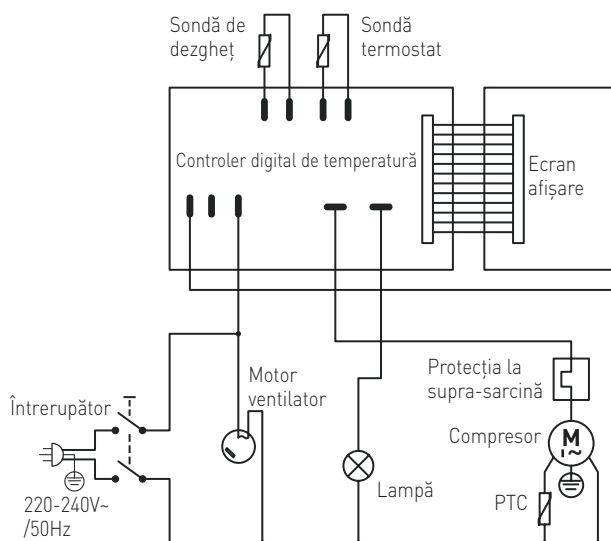 Sondă de
dezgheț
Sondă
termostat
Controler digital de temperatură
Ecran
afișare
Motor
ventilator
Protecția la
supra-sarcină
Întrerupător
Compresor
M
1~
Lampă
PTC
220-240V~
/50Hz